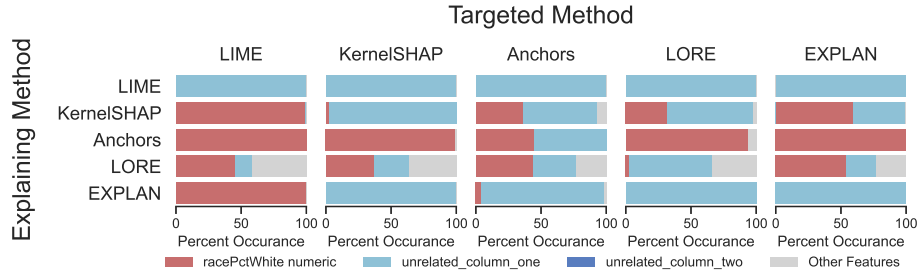 Targeted Method
LIME KernelSHAP Anchors LORE EXPLAN
Explaining Method
LIME
KernelSHAP
Anchors
LORE
EXPLAN
0 50 100 0 50 100 0 50 100 0 50 100 0 50 100
Percent Occurance Percent Occurance Percent Occurance Percent Occurance Percent Occurance
racePctWhite numeric unrelated_column_one unrelated_column_two Other Features